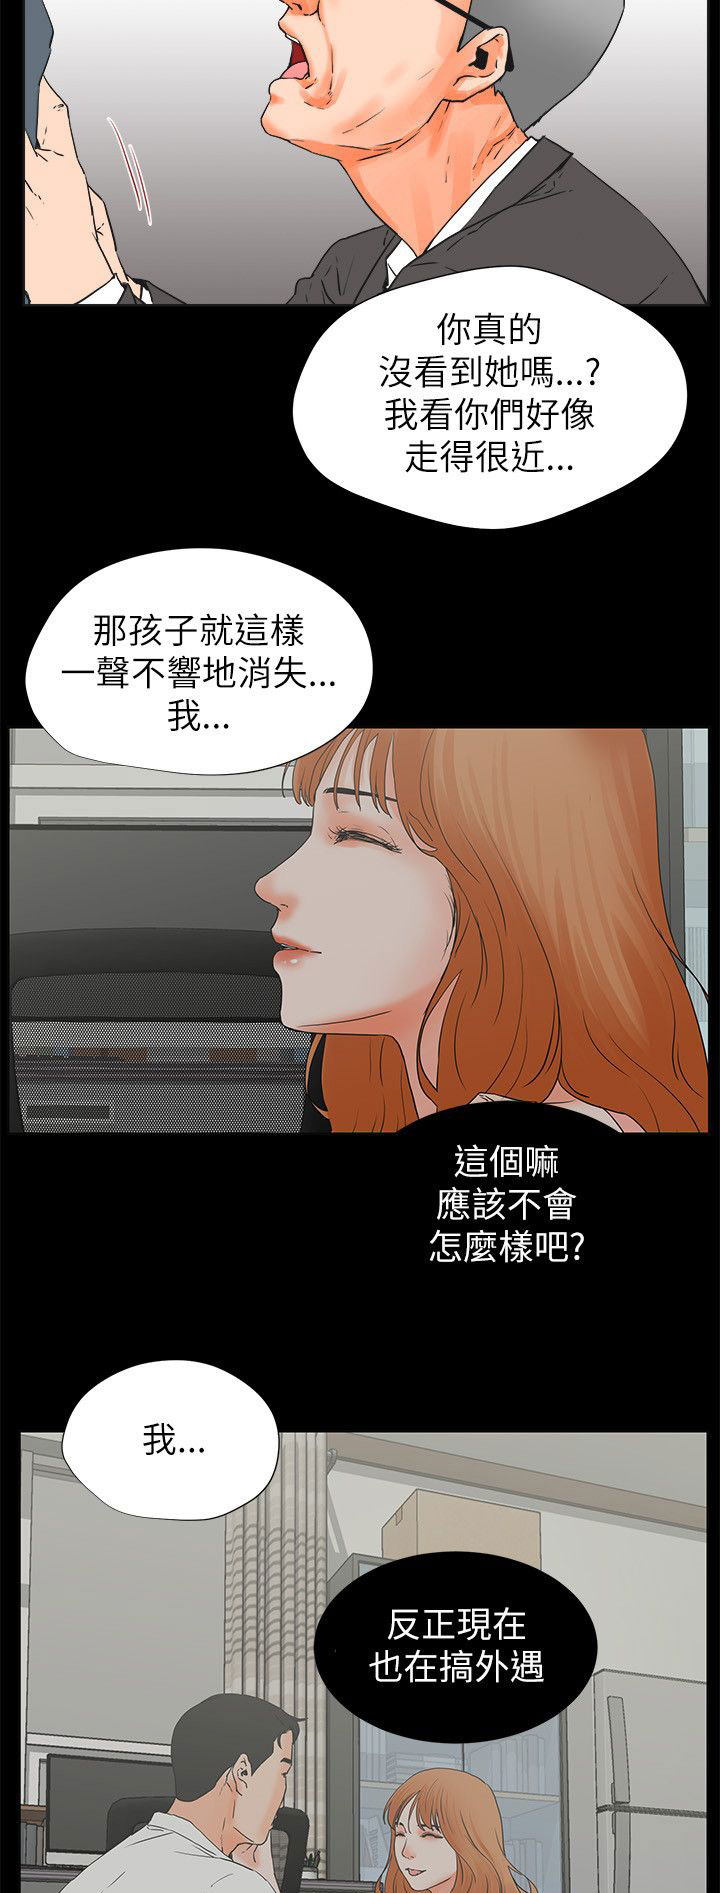 你真的
沒看到她嗎...?
我看你們好像
走得很近...
那孩子就這樣
一聲不響地消失...
我...
這個嘛
應該不會
怎麼樣吧?
我...
反正現在
也在搞外遇